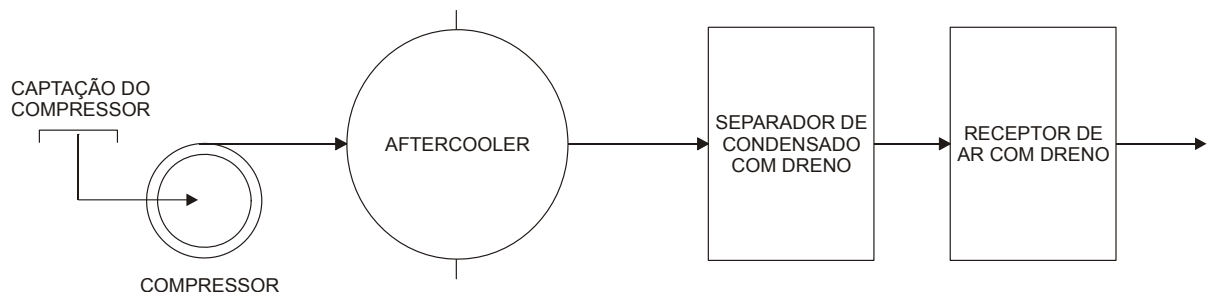 CAPTAÇÃO DO
COMPRESSOR
COMPRESSOR
AFTERCOOLER
SEPARADOR DE
CONDENSADO
COM DRENO
RECEPTOR DE
AR COM DRENO